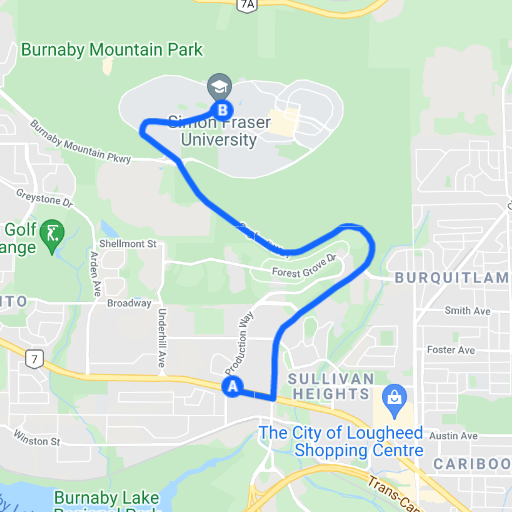 7A
Burnaby Mountain Park
B
Simon Fraser
University
Burnaby Mountain Pkwy
Greystone Dr
Golf
ange
Shellmont St
Arden Ave
Forest Grove Dr
BURQUITLAM
Broadway
Underhill Ave
Production Way
Smith Ave
Foster Ave
7
A
SULLIVAN
HEIGHTS
The City of Lougheed
Shopping Centre
Austin Ave
Winston St
CARIBOO
Burnaby Lake
Trans-Can